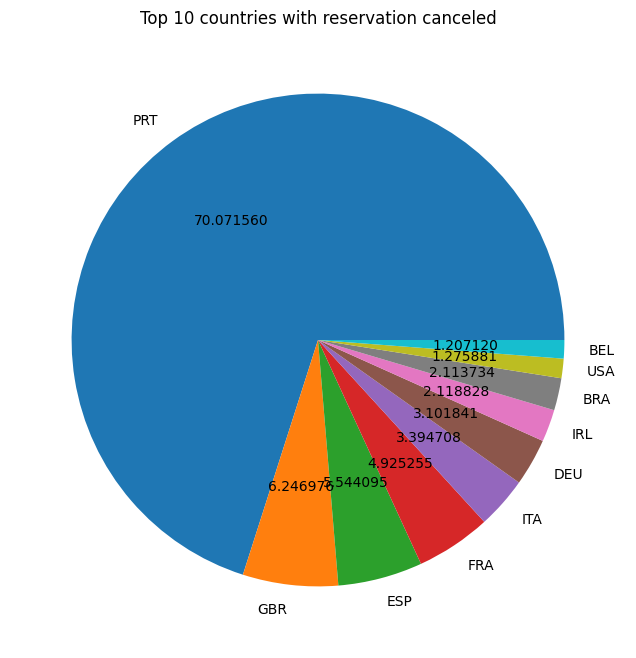 Top 10 countries with reservation canceled
PRT
70.071560
1.207120
BEL
1.275881
USA
2.113734
BRA
2.118828
IRL
3.101841
DEU
3.394708
ITA
4.925255
FRA
5.544095
ESP
6.246976
GBR